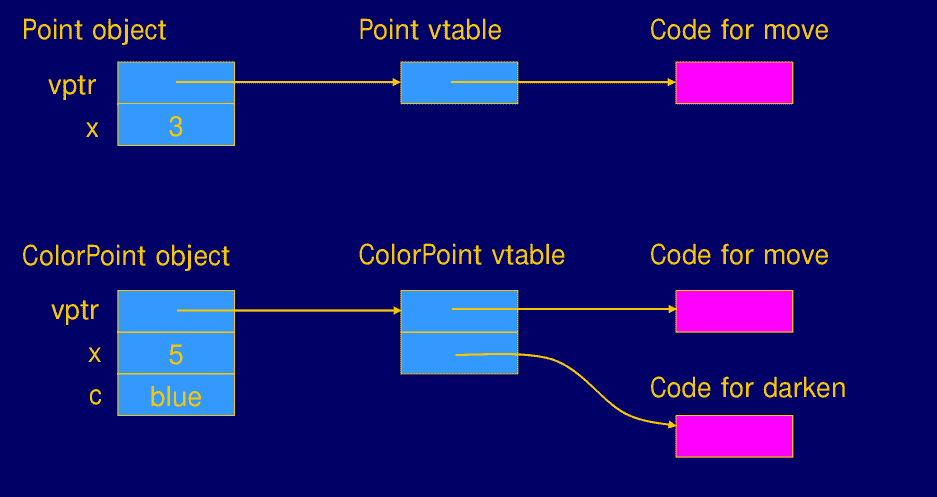 Point object Point vtable Code for move
vptr
x 3
ColorPoint object ColorPoint vtable Code for move
vptr
x 5
Code for darken
c blue